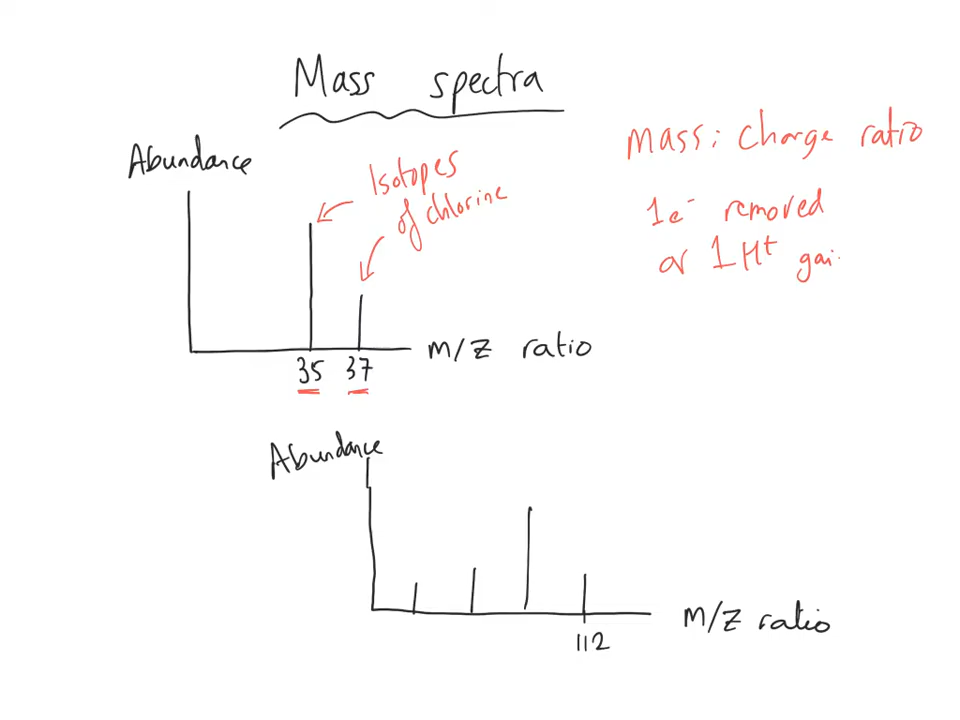 Mass spectra
Abundance
Isotopes
of chlorine
mass: charge ratio
1e⁻ removed
or 1H⁺ gai
35 37
m/z ratio
Abundance
112
m/z ratio